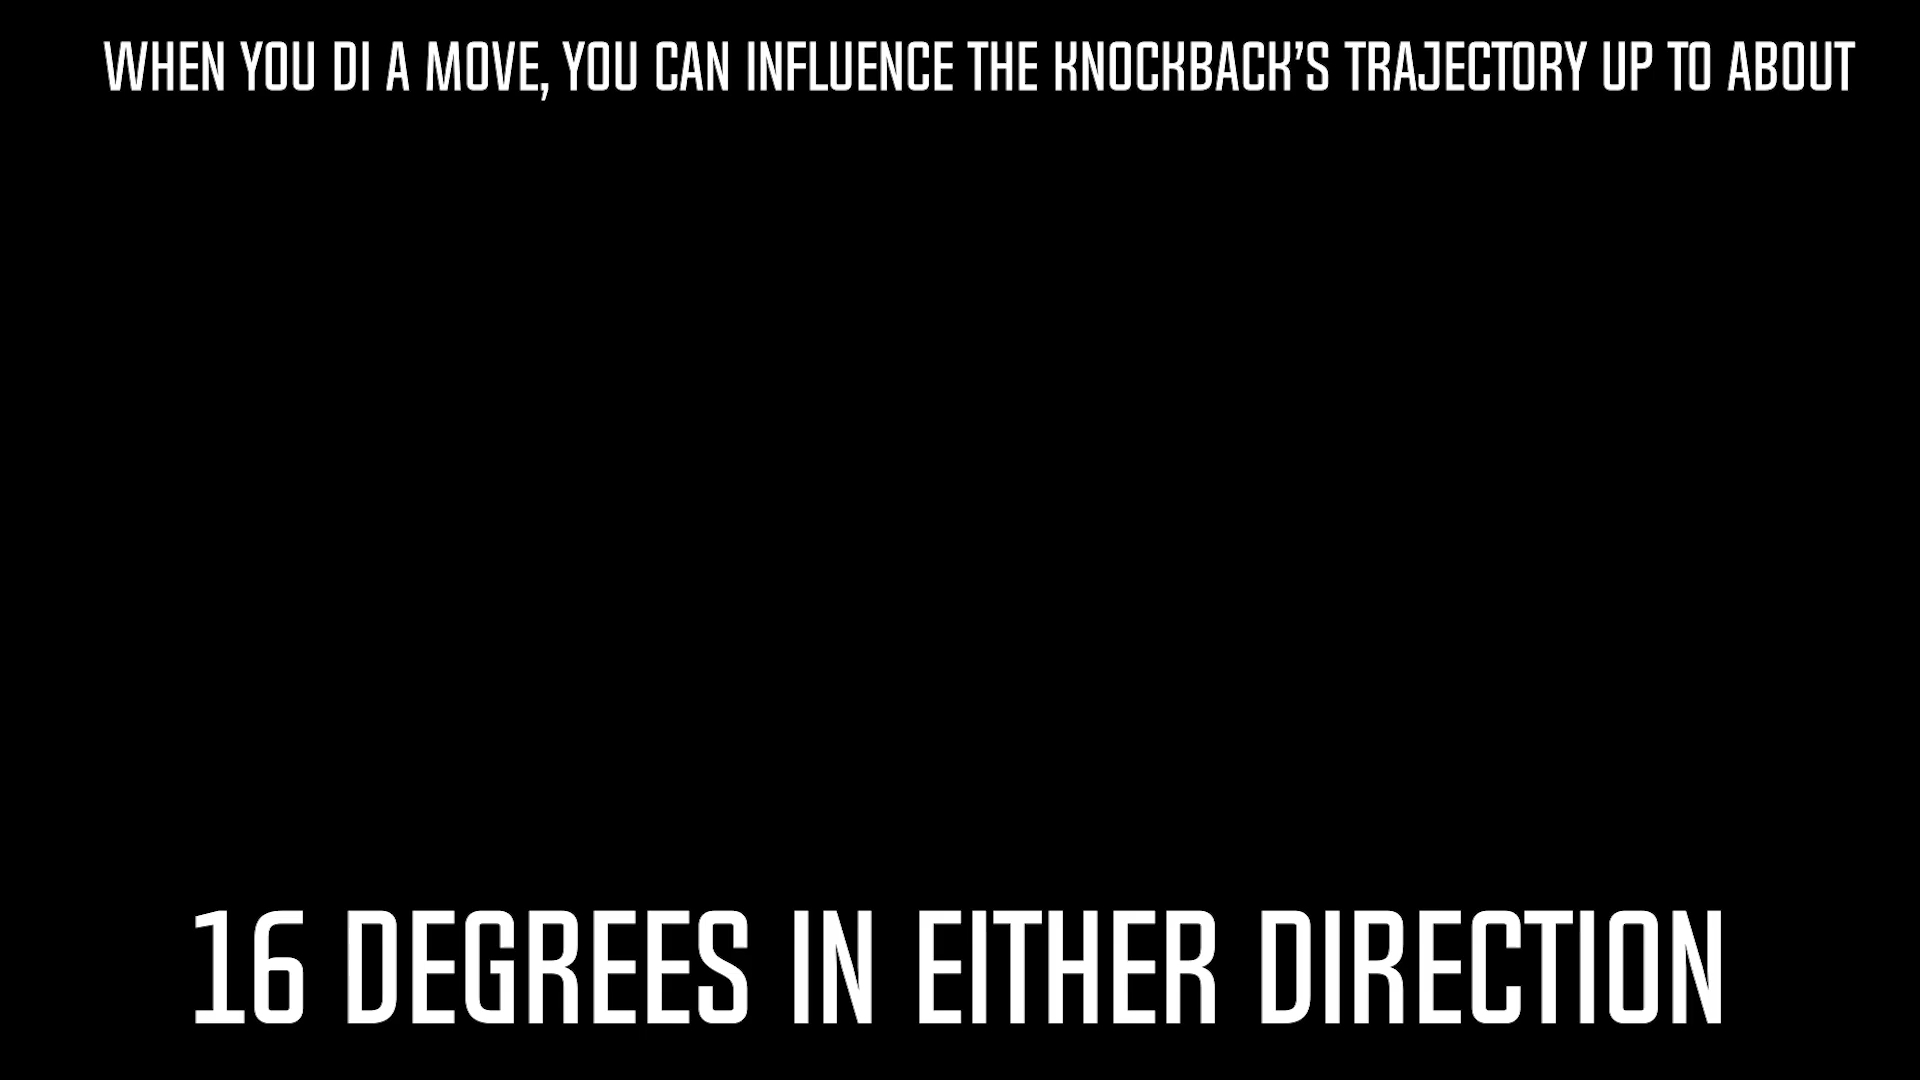 WHEN YOU DI A MOVE, YOU CAN INFLUENCE THE KNOCKBACK’S TRAJECTORY UP TO ABOUT
16 DEGREES IN EITHER DIRECTION